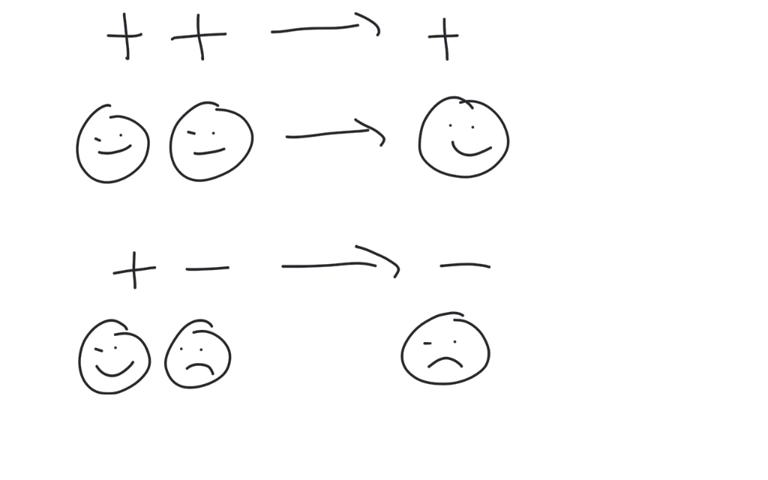 + + → +
+ − → −